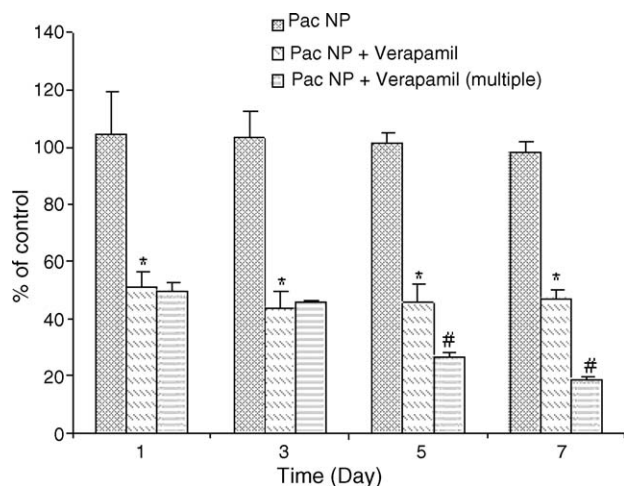 Pac NP
Pac NP + Verapamil
Pac NP + Verapamil (multiple)
140
120
100
80
60
40
20
0
% of control
*
*
*
#
*
#
1 3 5 7
Time (Day)